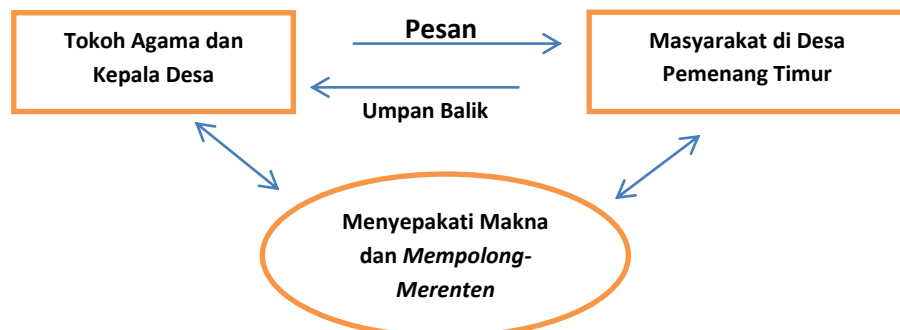 Tokoh Agama dan
Kepala Desa
Pesan
Umpan Balik
Masyarakat di Desa
Pemenang Timur
Menyepakati Makna
dan Mempolong-
Merenten